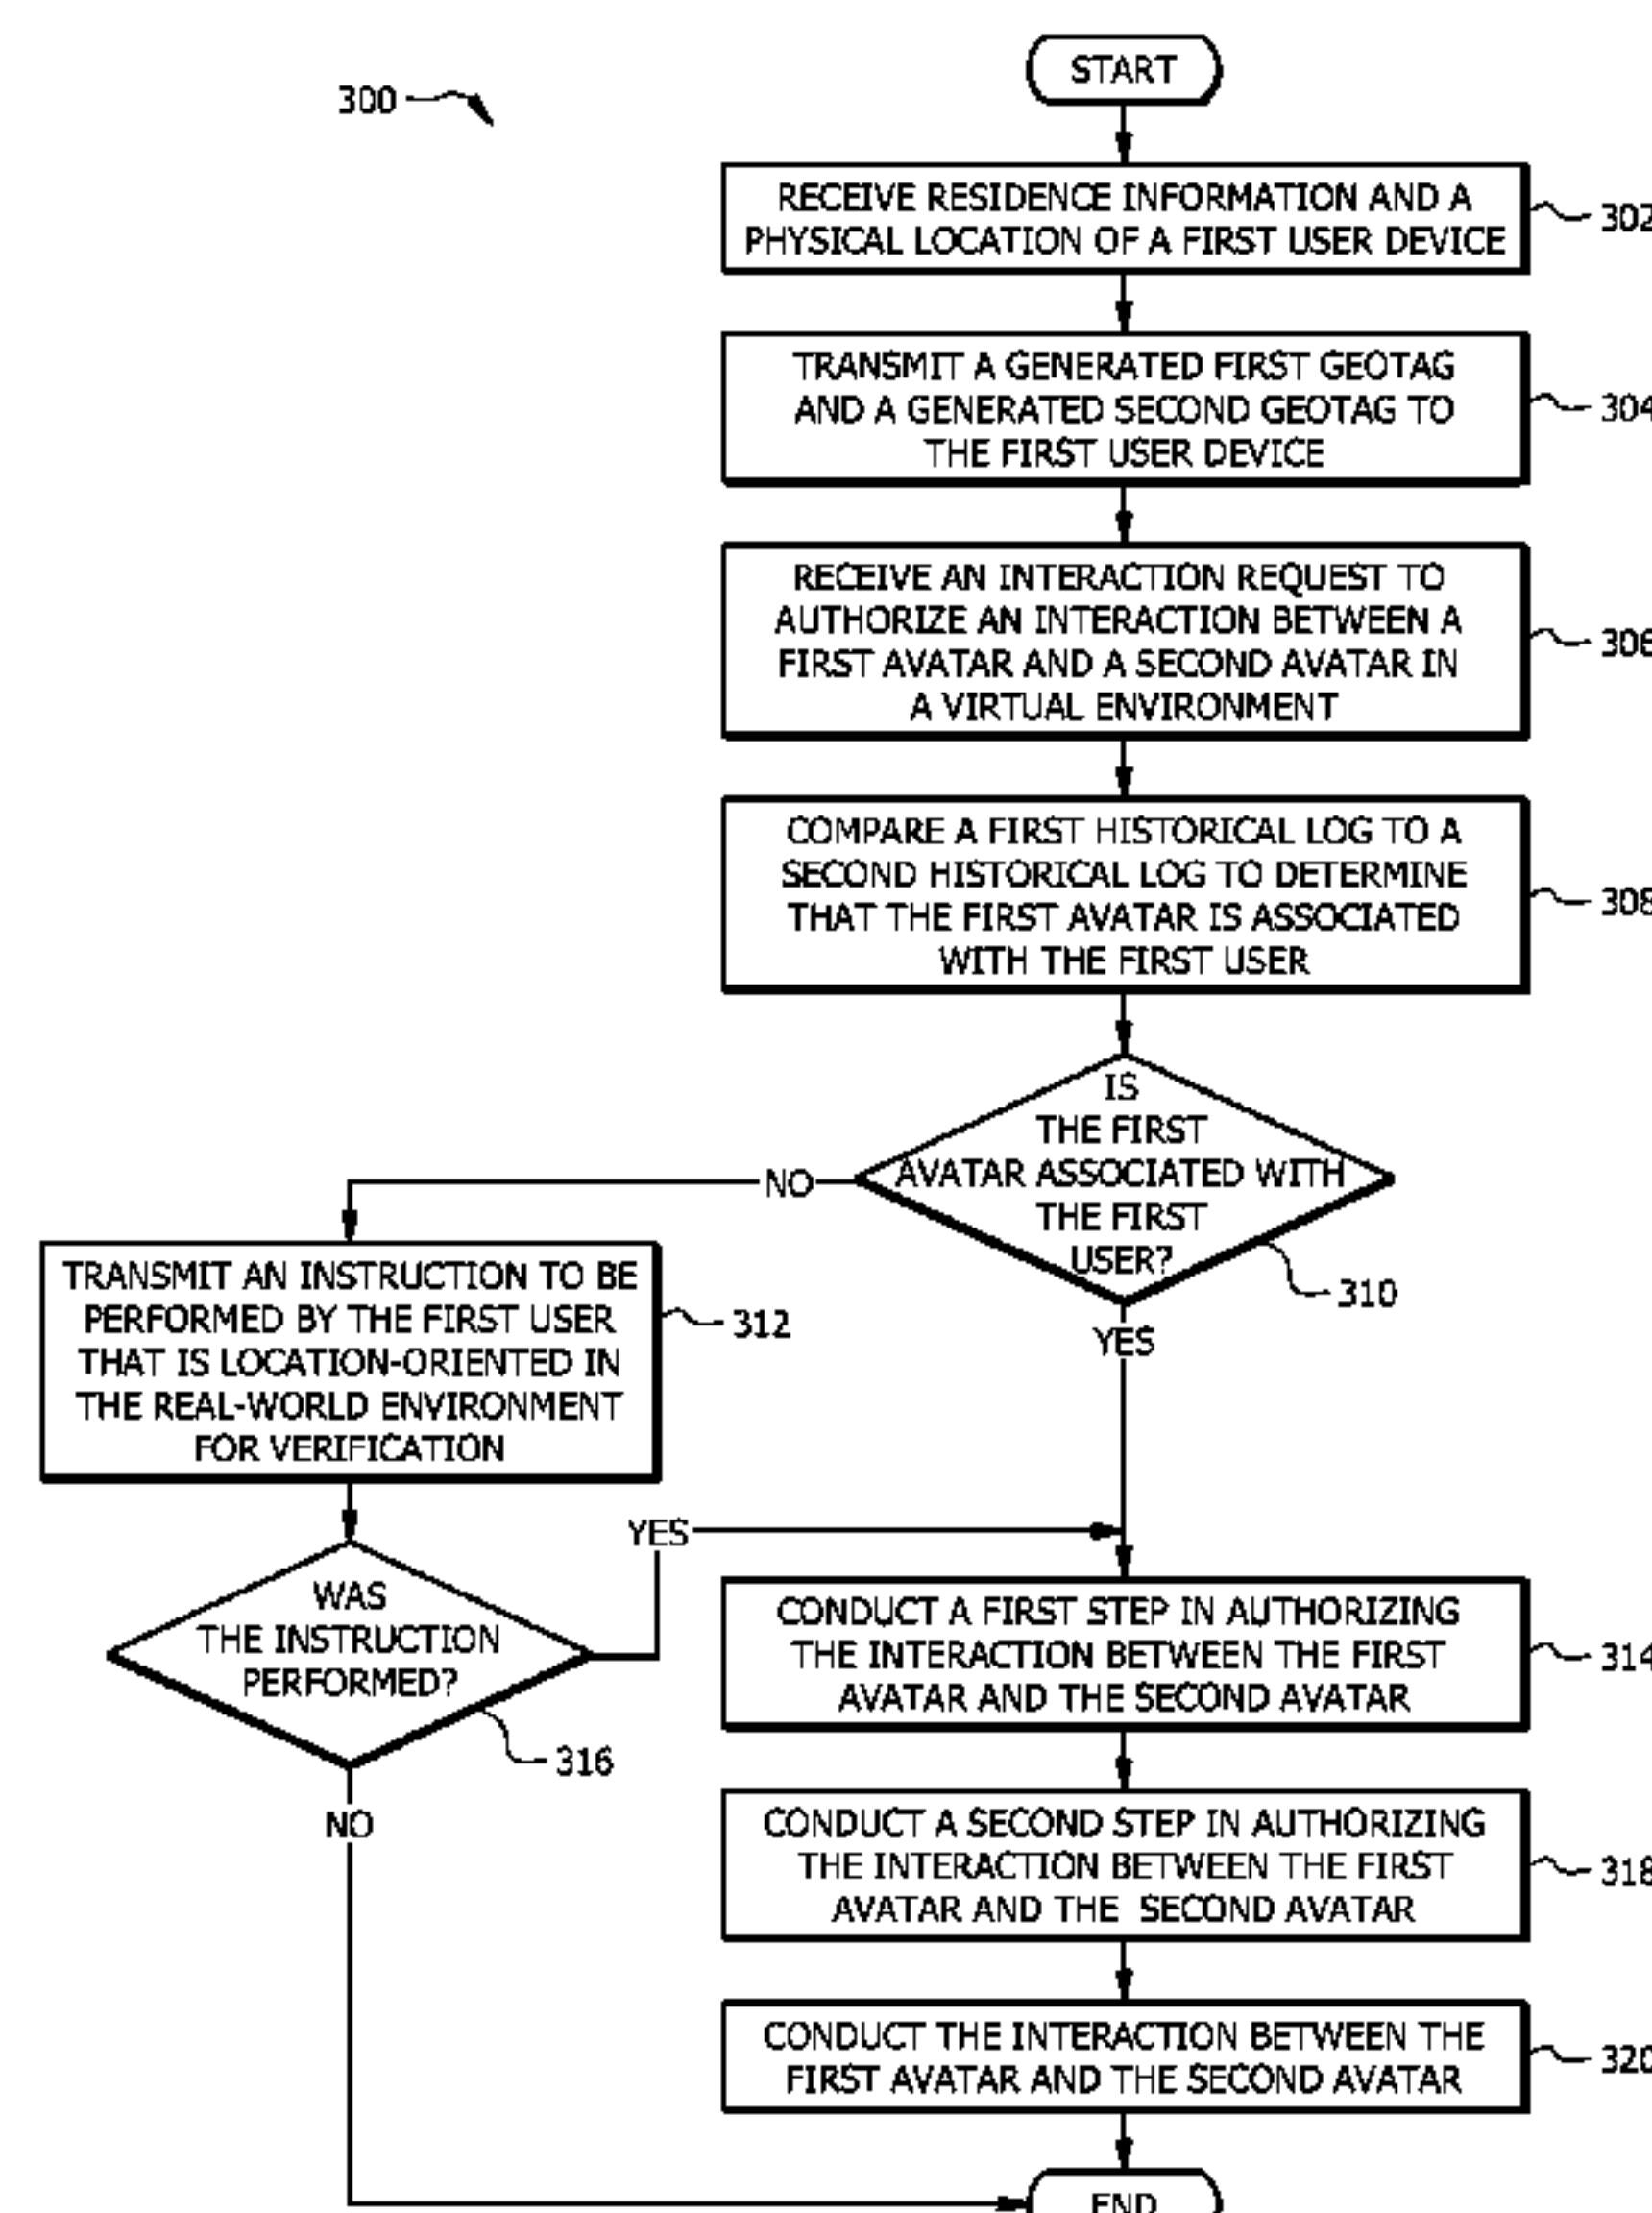 START
300
RECEIVE RESIDENCE INFORMATION AND A
PHYSICAL LOCATION OF A FIRST USER DEVICE
302
TRANSMIT A GENERATED FIRST GEOTAG
AND A GENERATED SECOND GEOTAG TO
THE FIRST USER DEVICE
304
RECEIVE AN INTERACTION REQUEST TO
AUTHORIZE AN INTERACTION BETWEEN A
FIRST AVATAR AND A SECOND AVATAR IN
A VIRTUAL ENVIRONMENT
306
COMPARE A FIRST HISTORICAL LOG TO A
SECOND HISTORICAL LOG TO DETERMINE
THAT THE FIRST AVATAR IS ASSOCIATED
WITH THE FIRST USER
308
IS
THE FIRST
AVATAR ASSOCIATED WITH
THE FIRST
USER?
310
NO
YES
TRANSMIT AN INSTRUCTION TO BE
PERFORMED BY THE FIRST USER
THAT IS LOCATION-ORIENTED IN
THE REAL-WORLD ENVIRONMENT
FOR VERIFICATION
312
WAS
THE INSTRUCTION
PERFORMED?
316
YES
NO
CONDUCT A FIRST STEP IN AUTHORIZING
THE INTERACTION BETWEEN THE FIRST
AVATAR AND THE SECOND AVATAR
314
CONDUCT A SECOND STEP IN AUTHORIZING
THE INTERACTION BETWEEN THE FIRST
AVATAR AND THE SECOND AVATAR
318
CONDUCT THE INTERACTION BETWEEN THE
FIRST AVATAR AND THE SECOND AVATAR
320
END